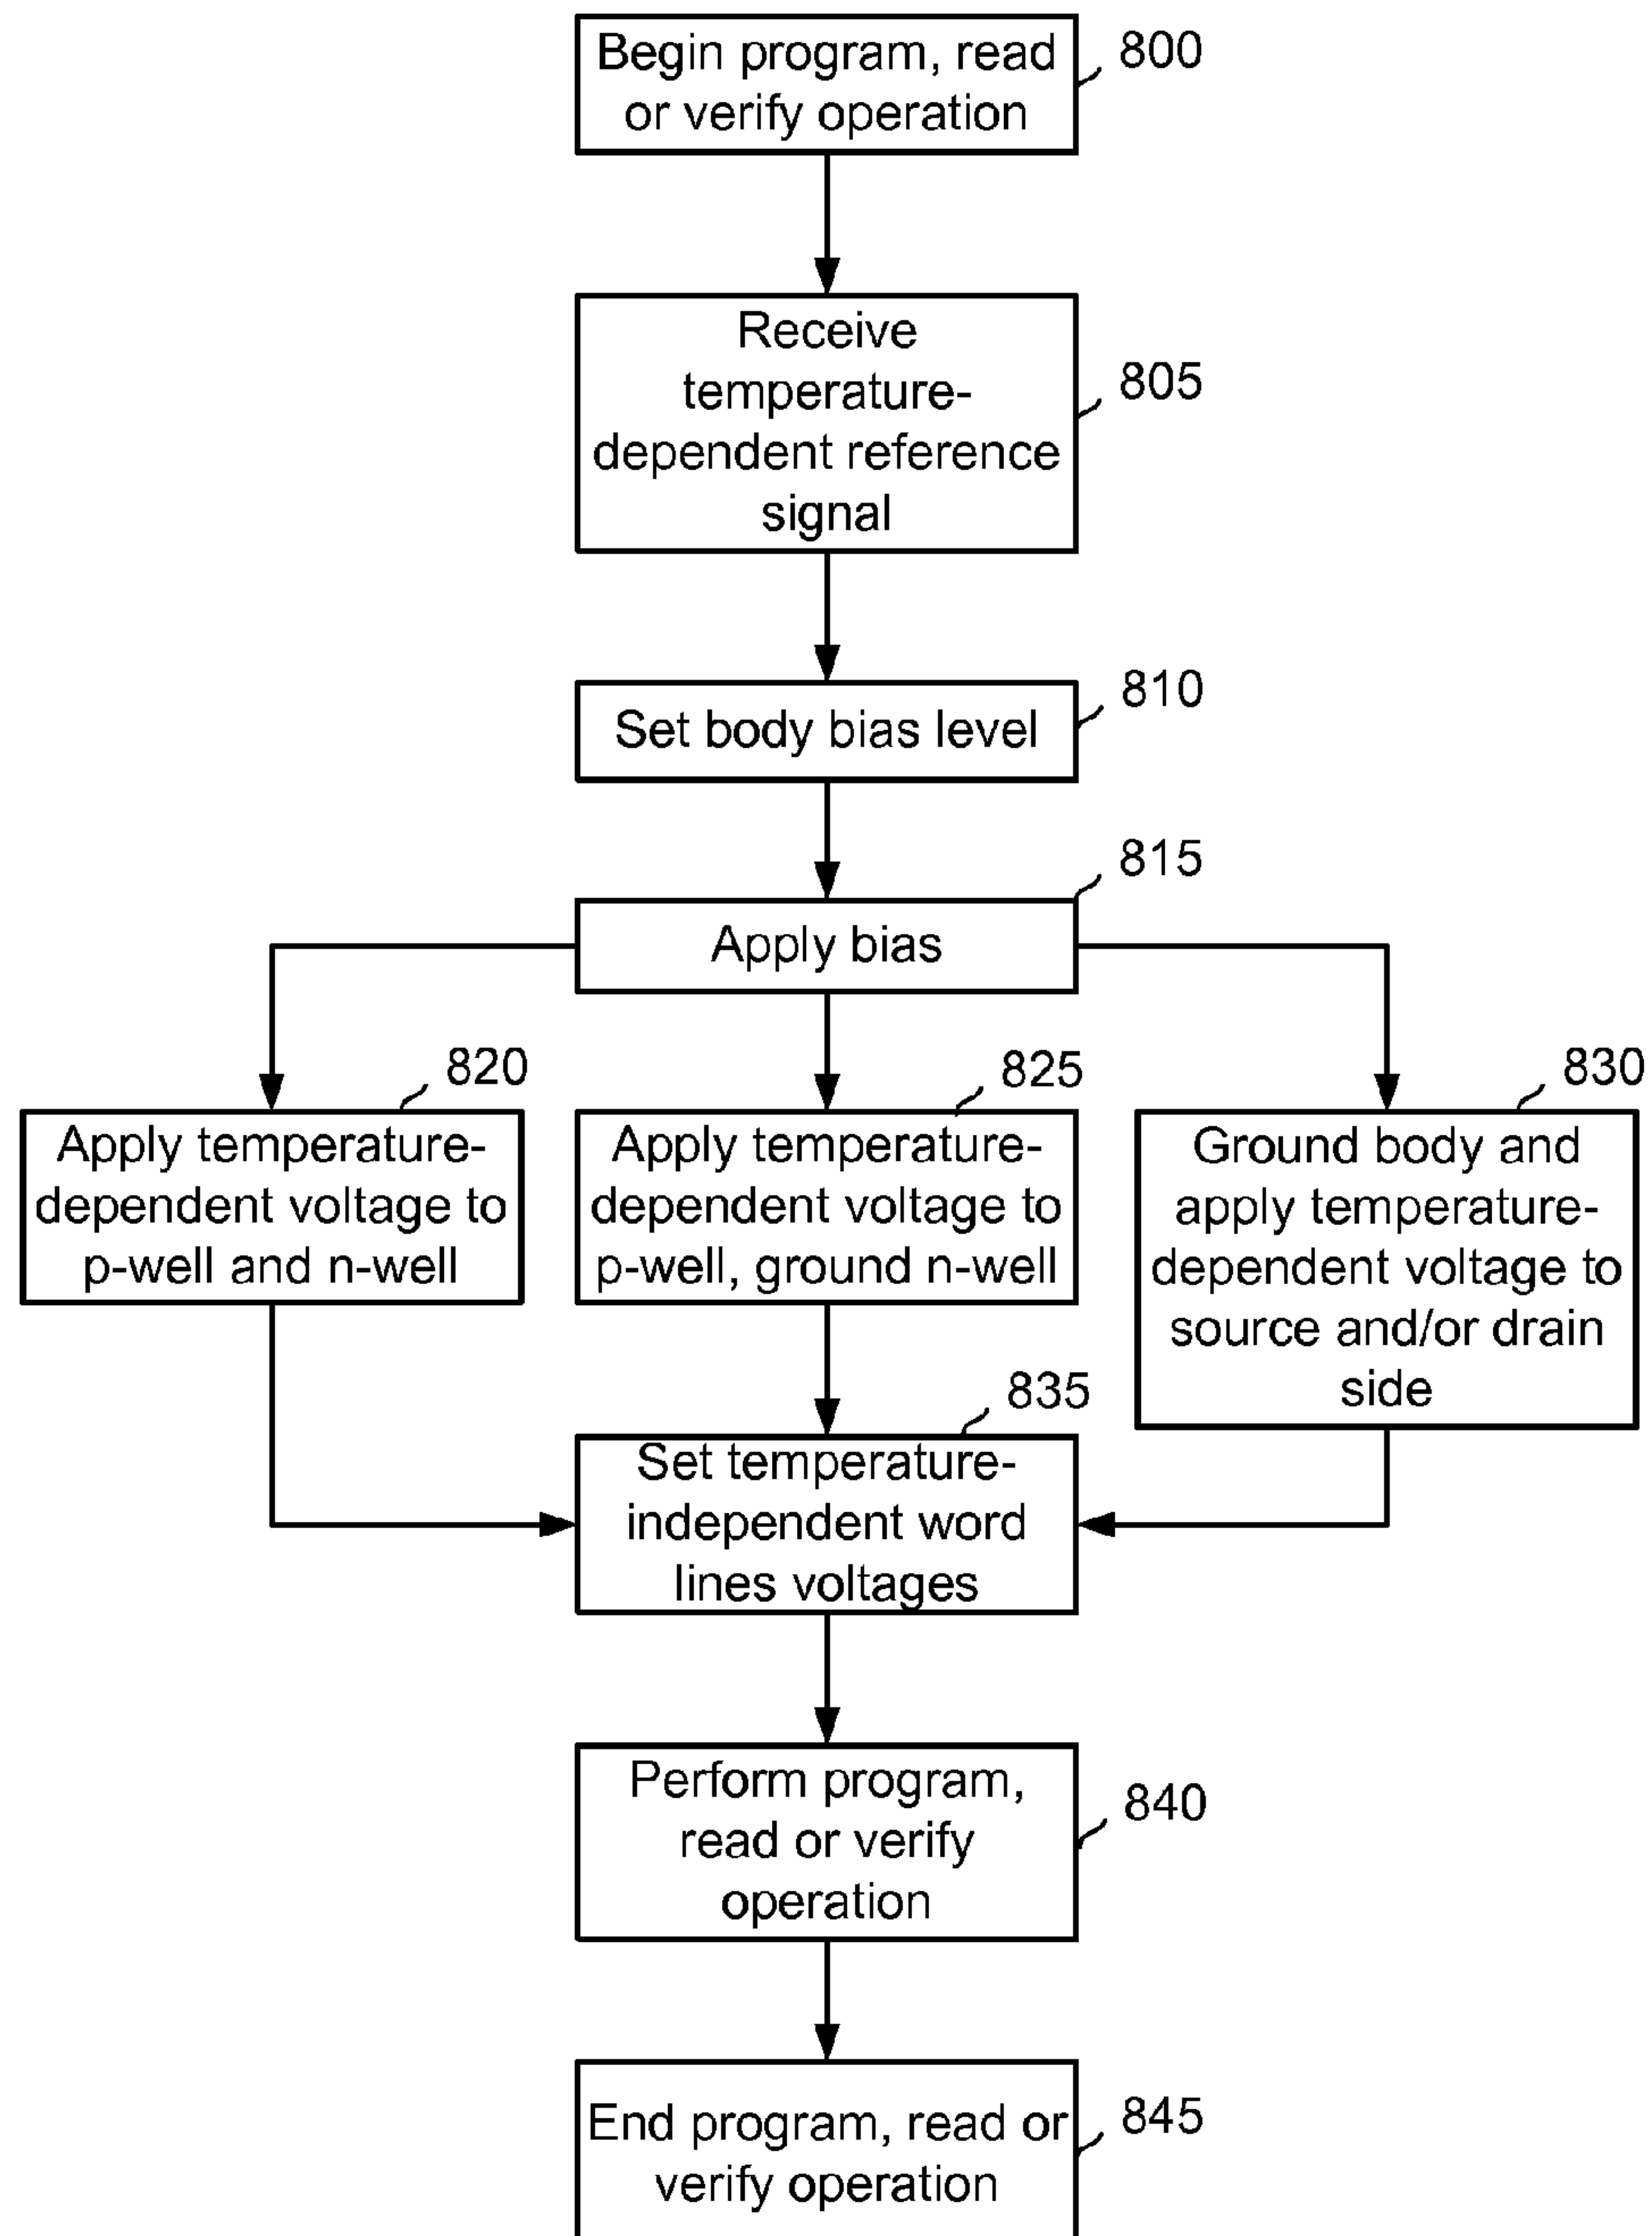 Begin program, read
or verify operation
800
Receive
temperature-
dependent reference
signal
805
Set body bias level
810
Apply bias
815
Apply temperature-
dependent voltage to
p-well and n-well
820
Apply temperature-
dependent voltage to
p-well, ground n-well
825
Ground body and
apply temperature-
dependent voltage to
source and/or drain
side
830
Set temperature-
independent word
lines voltages
835
Perform program,
read or verify
operation
840
End program, read or
verify operation
845